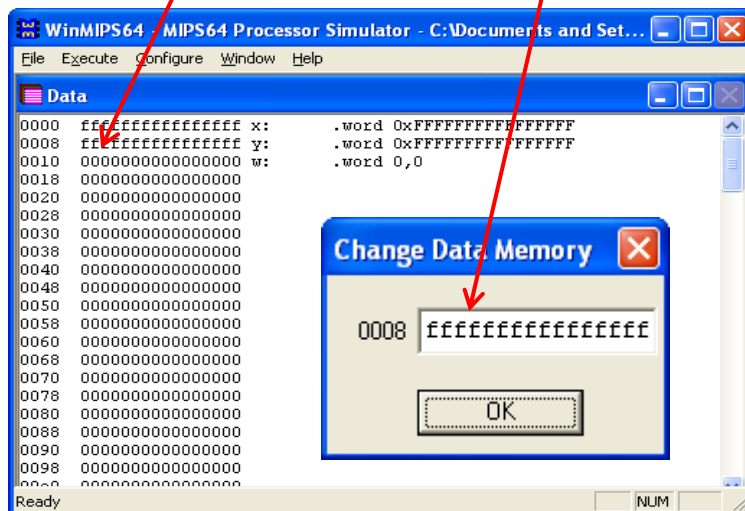 WinMIPS64 - MIPS64 Processor Simulator - C:\Documents and Set...
File Execute Configure Window Help
Data
0000 ffffffffffffffff x: .word 0xFFFFFFFFFFFFFFFF
0008 ffffffffffffffff y: .word 0xFFFFFFFFFFFFFFFF
0010 0000000000000000 w: .word 0,0
0018 0000000000000000
0020 0000000000000000
0028 0000000000000000
0030 0000000000000000
0038 0000000000000000
0040 0000000000000000
0048 0000000000000000
0050 0000000000000000
0058 0000000000000000
0060 0000000000000000
0068 0000000000000000
0070 0000000000000000
0078 0000000000000000
0080 0000000000000000
0088 0000000000000000
0090 0000000000000000
0098 0000000000000000
00a0 0000000000000000
Change Data Memory
0008 ffffffffffffffff
OK
Ready NUM